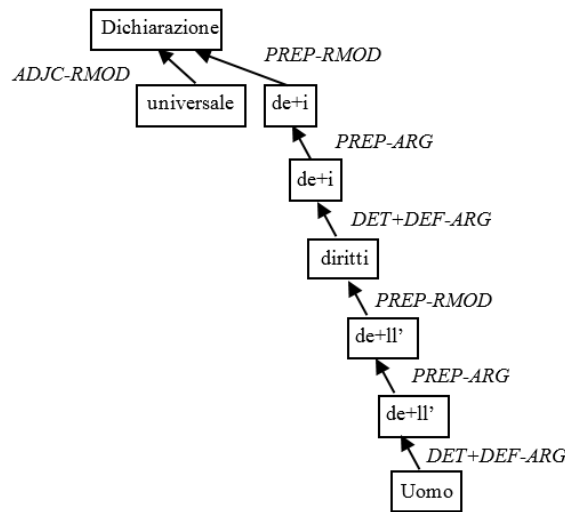 Dichiarazione
PREP-RMOD
ADJC-RMOD
universale
de+i
PREP-ARG
de+i
DET+DEF-ARG
diritti
PREP-RMOD
de+ll’
PREP-ARG
de+ll’
DET+DEF-ARG
Uomo